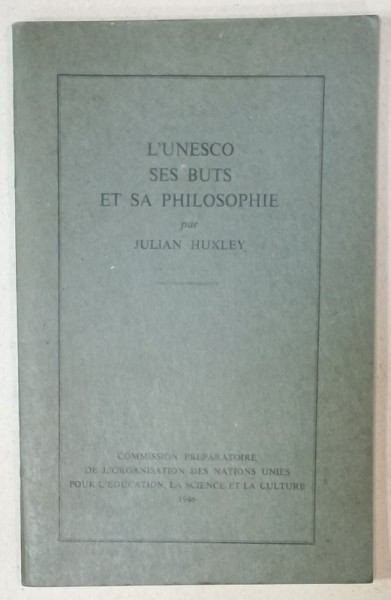 L'UNESCO
SES BUTS
ET SA PHILOSOPHIE
par
JULIAN HUXLEY
COMMISSION PRÉPARATOIRE
DE L'ORGANISATION DES NATIONS UNIES
POUR L'ÉDUCATION, LA SCIENCE ET LA CULTURE
1946